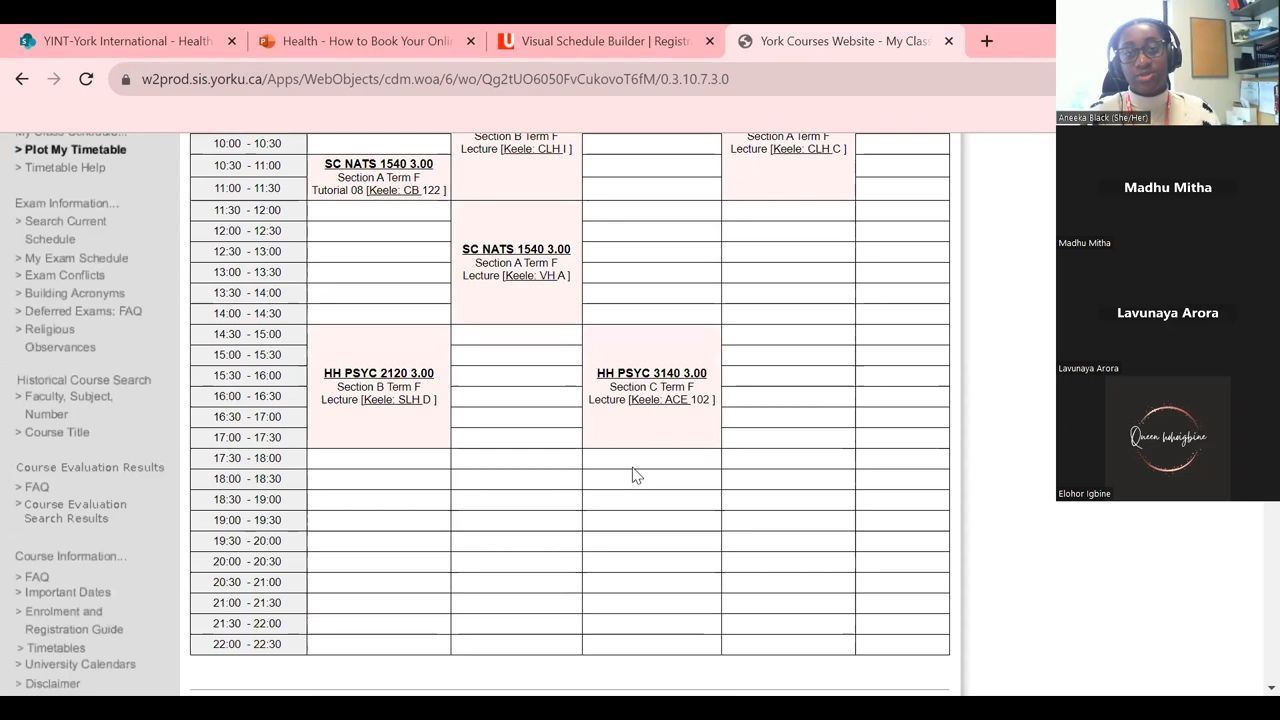 YINT-York International - Health
Health - How to Book Your Onli
Visual Schedule Builder | Registr
York Courses Website - My Class
w2prod.sis.yorku.ca/Apps/WebObjects/cdm.woa/6/wo/Qg2tUO6050FvCukovoT6fM/0.3.10.7.3.0
My Class Schedule...
> Plot My Timetable
> Timetable Help
Exam Information...
> Search Current
Schedule
> My Exam Schedule
> Exam Conflicts
> Building Acronyms
> Deferred Exams: FAQ
> Religious
Observances
Historical Course Search
> Faculty, Subject,
Number
> Course Title
Course Evaluation Results
> FAQ
> Course Evaluation
Search Results
Course Information...
> FAQ
> Important Dates
> Enrolment and
Registration Guide
> Timetables
> University Calendars
> Disclaimer
10:00 - 10:30
10:30 - 11:00
11:00 - 11:30
11:30 - 12:00
12:00 - 12:30
12:30 - 13:00
13:00 - 13:30
13:30 - 14:00
14:00 - 14:30
14:30 - 15:00
15:00 - 15:30
15:30 - 16:00
16:00 - 16:30
16:30 - 17:00
17:00 - 17:30
17:30 - 18:00
18:00 - 18:30
18:30 - 19:00
19:00 - 19:30
19:30 - 20:00
20:00 - 20:30
20:30 - 21:00
21:00 - 21:30
21:30 - 22:00
22:00 - 22:30
SC NATS 1540 3.00
Section A Term F
Tutorial 08 [Keele: CB 122 ]
HH PSYC 2120 3.00
Section B Term F
Lecture [Keele: SLH D ]
Section B Term F
Lecture [Keele: CLH I ]
SC NATS 1540 3.00
Section A Term F
Lecture [Keele: VH A ]
HH PSYC 3140 3.00
Section C Term F
Lecture [Keele: ACE 102 ]
Section A Term F
Lecture [Keele: CLH C ]
Aneeka Black (She/Her)
Madhu Mitha
Madhu Mitha
Lavunaya Arora
Lavunaya Arora
Elohor Igbine